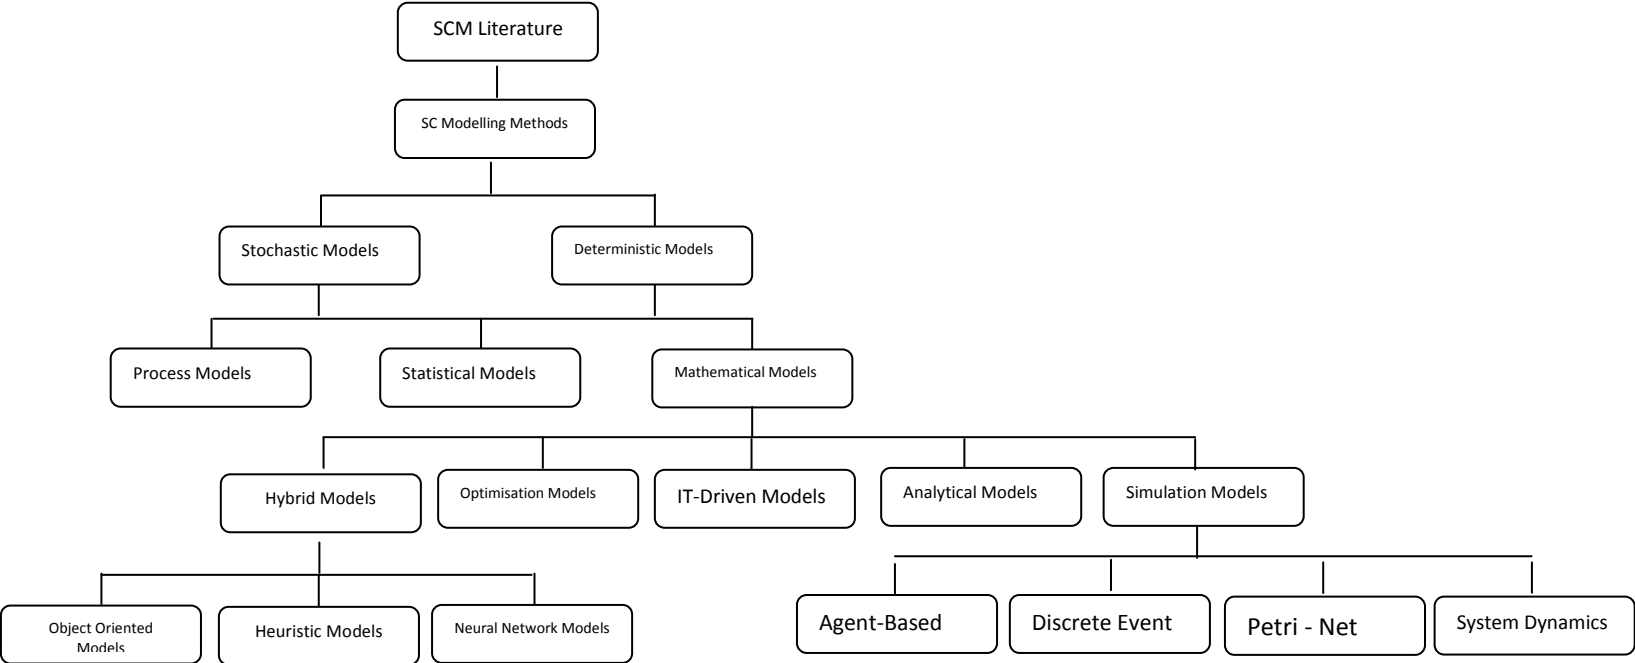 SCM Literature
SC Modelling Methods
Stochastic Models
Deterministic Models
Process Models
Statistical Models
Mathematical Models
Hybrid Models
Optimisation Models
IT-Driven Models
Analytical Models
Simulation Models
Object Oriented
Models
Heuristic Models
Neural Network Models
Agent-Based
Discrete Event
Petri - Net
System Dynamics